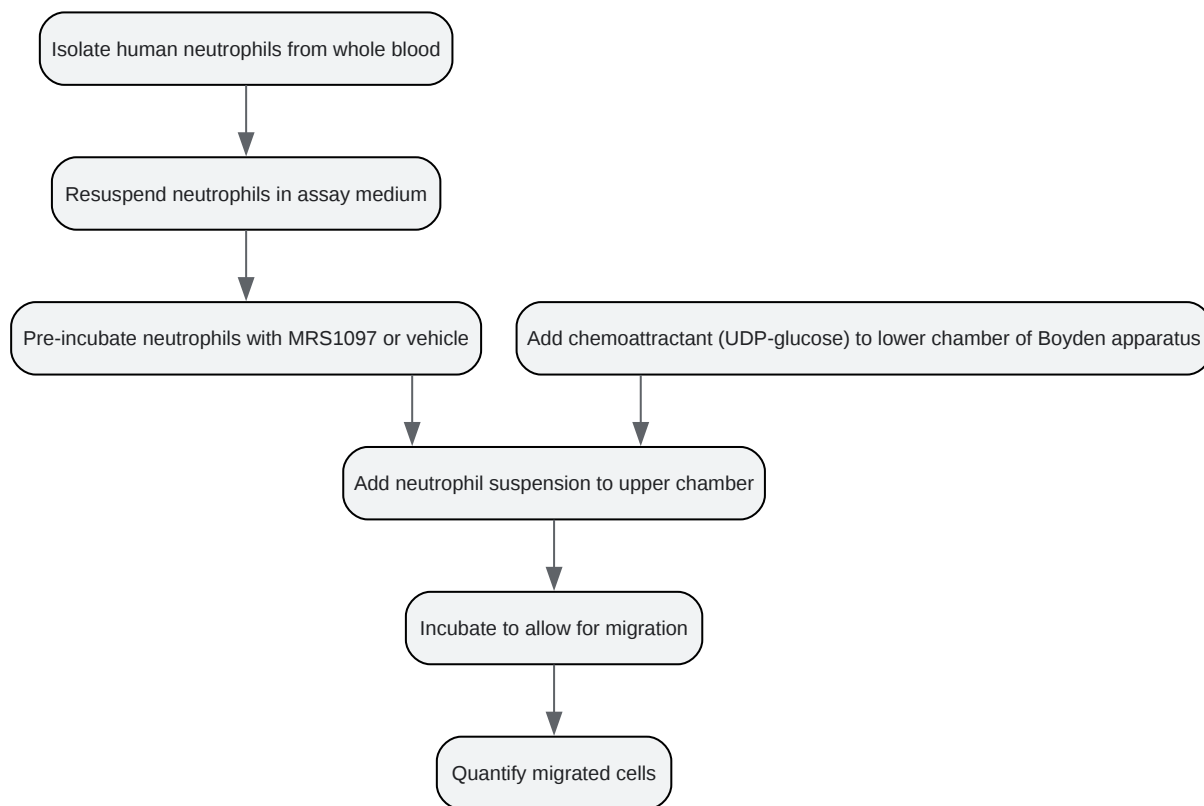 Isolate human neutrophils from whole blood
Resuspend neutrophils in assay medium
Pre-incubate neutrophils with MRS1097 or vehicle
Add chemoattractant (UDP-glucose) to lower chamber of Boyden apparatus
Add neutrophil suspension to upper chamber
Incubate to allow for migration
Quantify migrated cells